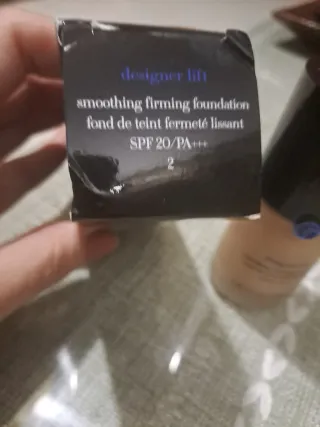 designer lift
smoothing firming foundation
fond de teint fermeté lissant
SPF 20/PA+++
2